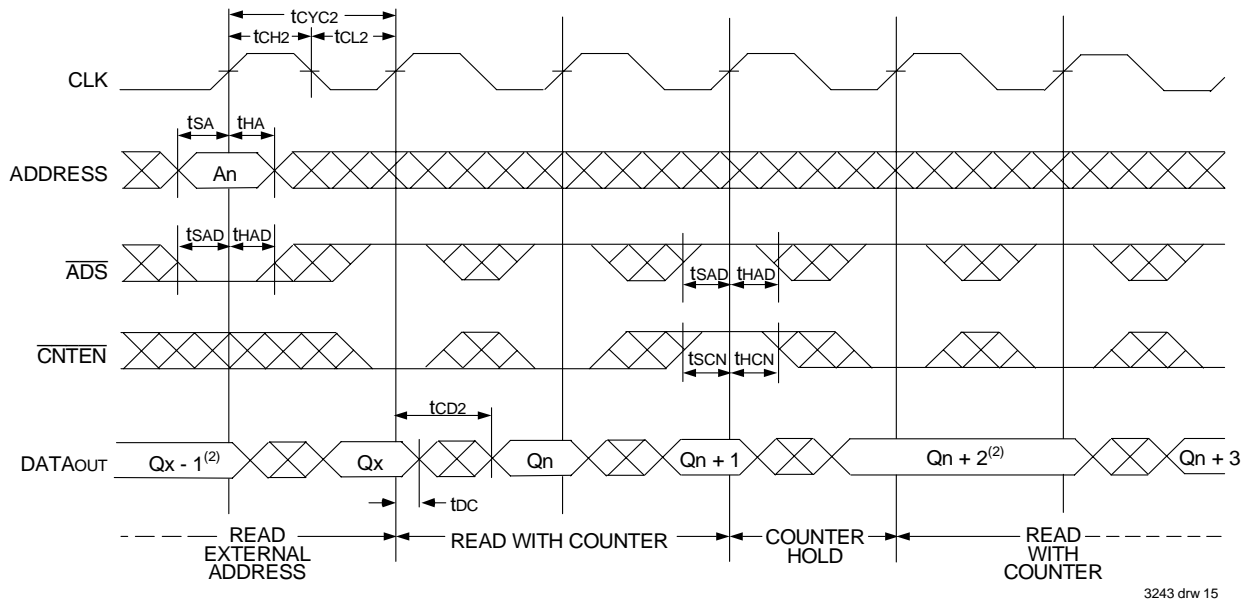 tCYC2
tCH2 tCL2
CLK
tSA tHA
ADDRESS An
tSAD tHAD
ADS tSAD tHAD
CNTEN
tSCN tHCN
tCD2
DATAOUT Qx - 1(2) Qx Qn Qn + 1 Qn + 2(2) Qn + 3
tDC
READ EXTERNAL ADDRESS
READ WITH COUNTER
COUNTER HOLD
READ WITH COUNTER
3243 drw 15